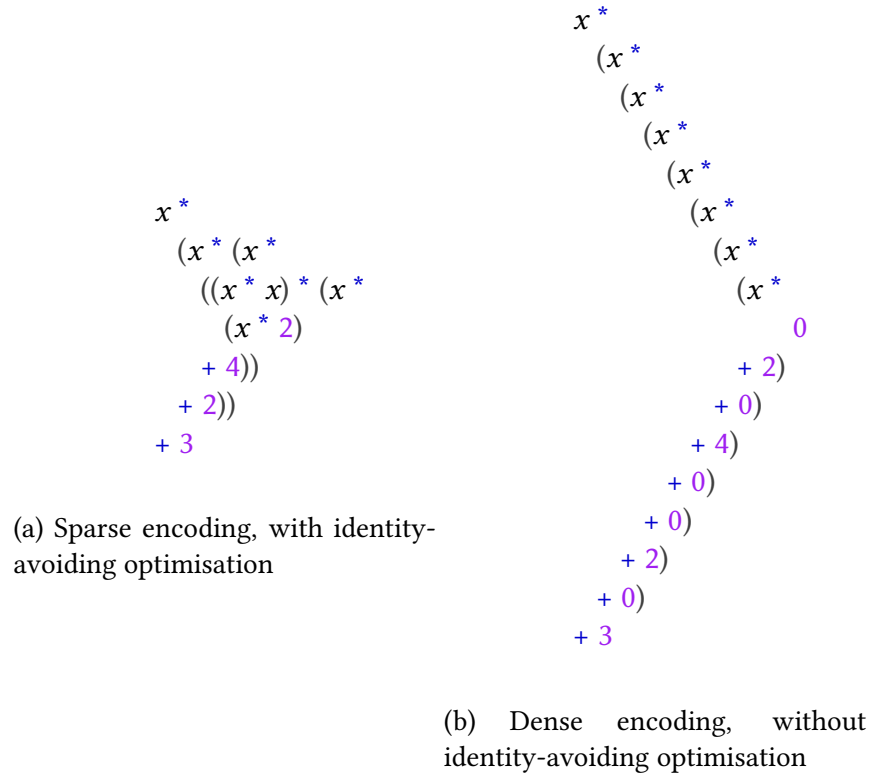 x *
(x * (x *
((x * x) * (x *
(x * 2)
+ 4))
+ 2))
+ 3
(a) Sparse encoding, with identity-
avoiding optimisation
x *
(x *
(x *
(x *
(x *
(x *
(x *
(x *
0
+ 2)
+ 0)
+ 4)
+ 0)
+ 0)
+ 2)
+ 0)
+ 3
(b) Dense encoding, without
identity-avoiding optimisation